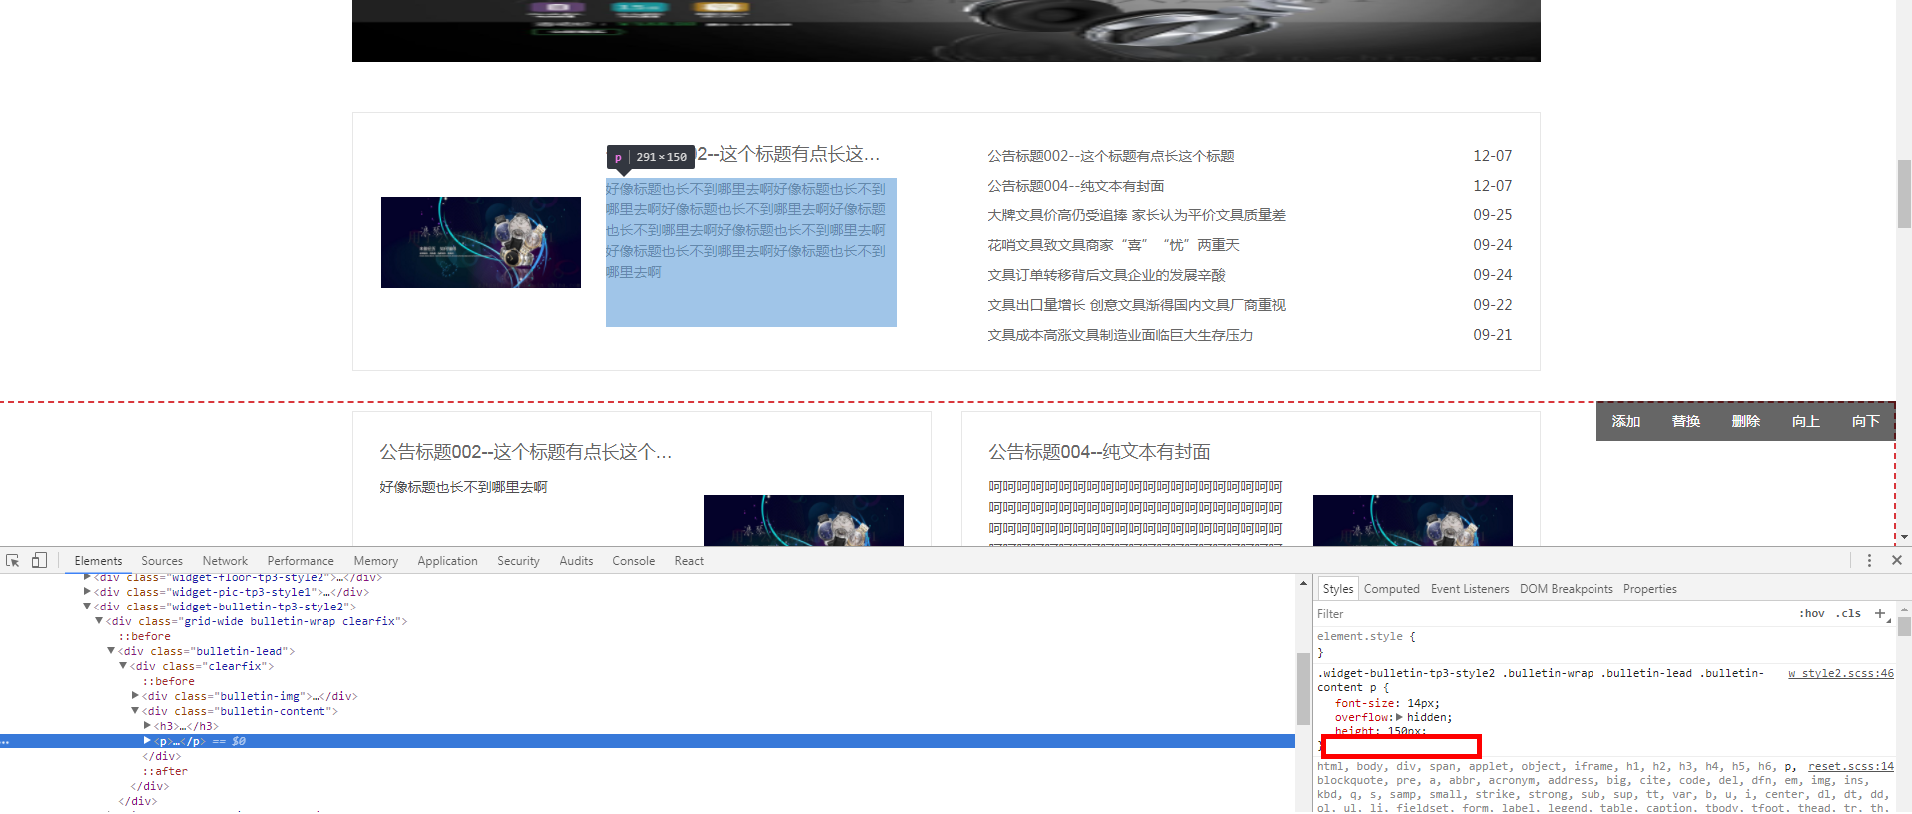 002--这个标题有点长这...
p 291×150
好像标题也长不到哪里去啊好像标题也长不到
哪里去啊好像标题也长不到哪里去啊好像标题
也长不到哪里去啊好像标题也长不到哪里去啊
好像标题也长不到哪里去啊好像标题也长不到
哪里去啊
公告标题002--这个标题有点长这个标题 12-07
公告标题004--纯文本有封面 12-07
大牌文具价高仍受追捧 家长认为平价文具质量差 09-25
花哨文具致文具商家“喜”“忧”两重天 09-24
文具订单转移背后文具企业的发展辛酸 09-24
文具出口量增长 创意文具渐得国内文具厂商重视 09-22
文具成本高涨文具制造业面临巨大生存压力 09-21
添加 替换 删除 向上 向下
公告标题002--这个标题有点长这个...
好像标题也长不到哪里去啊
公告标题004--纯文本有封面
呵呵呵呵呵呵呵呵呵呵呵呵呵呵呵呵呵呵呵呵呵
呵呵呵呵呵呵呵呵呵呵呵呵呵呵呵呵呵呵呵呵呵
呵呵呵呵呵呵呵呵呵呵呵呵呵呵呵呵呵呵呵呵呵
Elements Sources Network Performance Memory Application Security Audits Console React
<div class="widget-floor-tp3-style2">…</div>
<div class="widget-pic-tp3-style1">…</div>
<div class="widget-bulletin-tp3-style2">
<div class="grid-wide bulletin-wrap clearfix">
::before
<div class="bulletin-lead">
<div class="clearfix">
::before
<div class="bulletin-img">…</div>
<div class="bulletin-content">
<h3>…</h3>
<p>…</p> == $0
</div>
::after
</div>
</div>
Styles Computed Event Listeners DOM Breakpoints Properties
Filter :hov .cls +
element.style {
}
.widget-bulletin-tp3-style2 .bulletin-wrap .bulletin-lead .bulletin- w_style2.scss:46
content p {
font-size: 14px;
overflow: hidden;
height: 150px;
}
html, body, div, span, applet, object, iframe, h1, h2, h3, h4, h5, h6, p, reset.scss:14
blockquote, pre, a, abbr, acronym, address, big, cite, code, del, dfn, em, img, ins,
kbd, q, s, samp, small, strike, strong, sub, sup, tt, var, b, u, i, center, dl, dt, dd,
ol, ul, li, fieldset, form, label, legend, table, caption, tbody, tfoot, thead, tr, th,